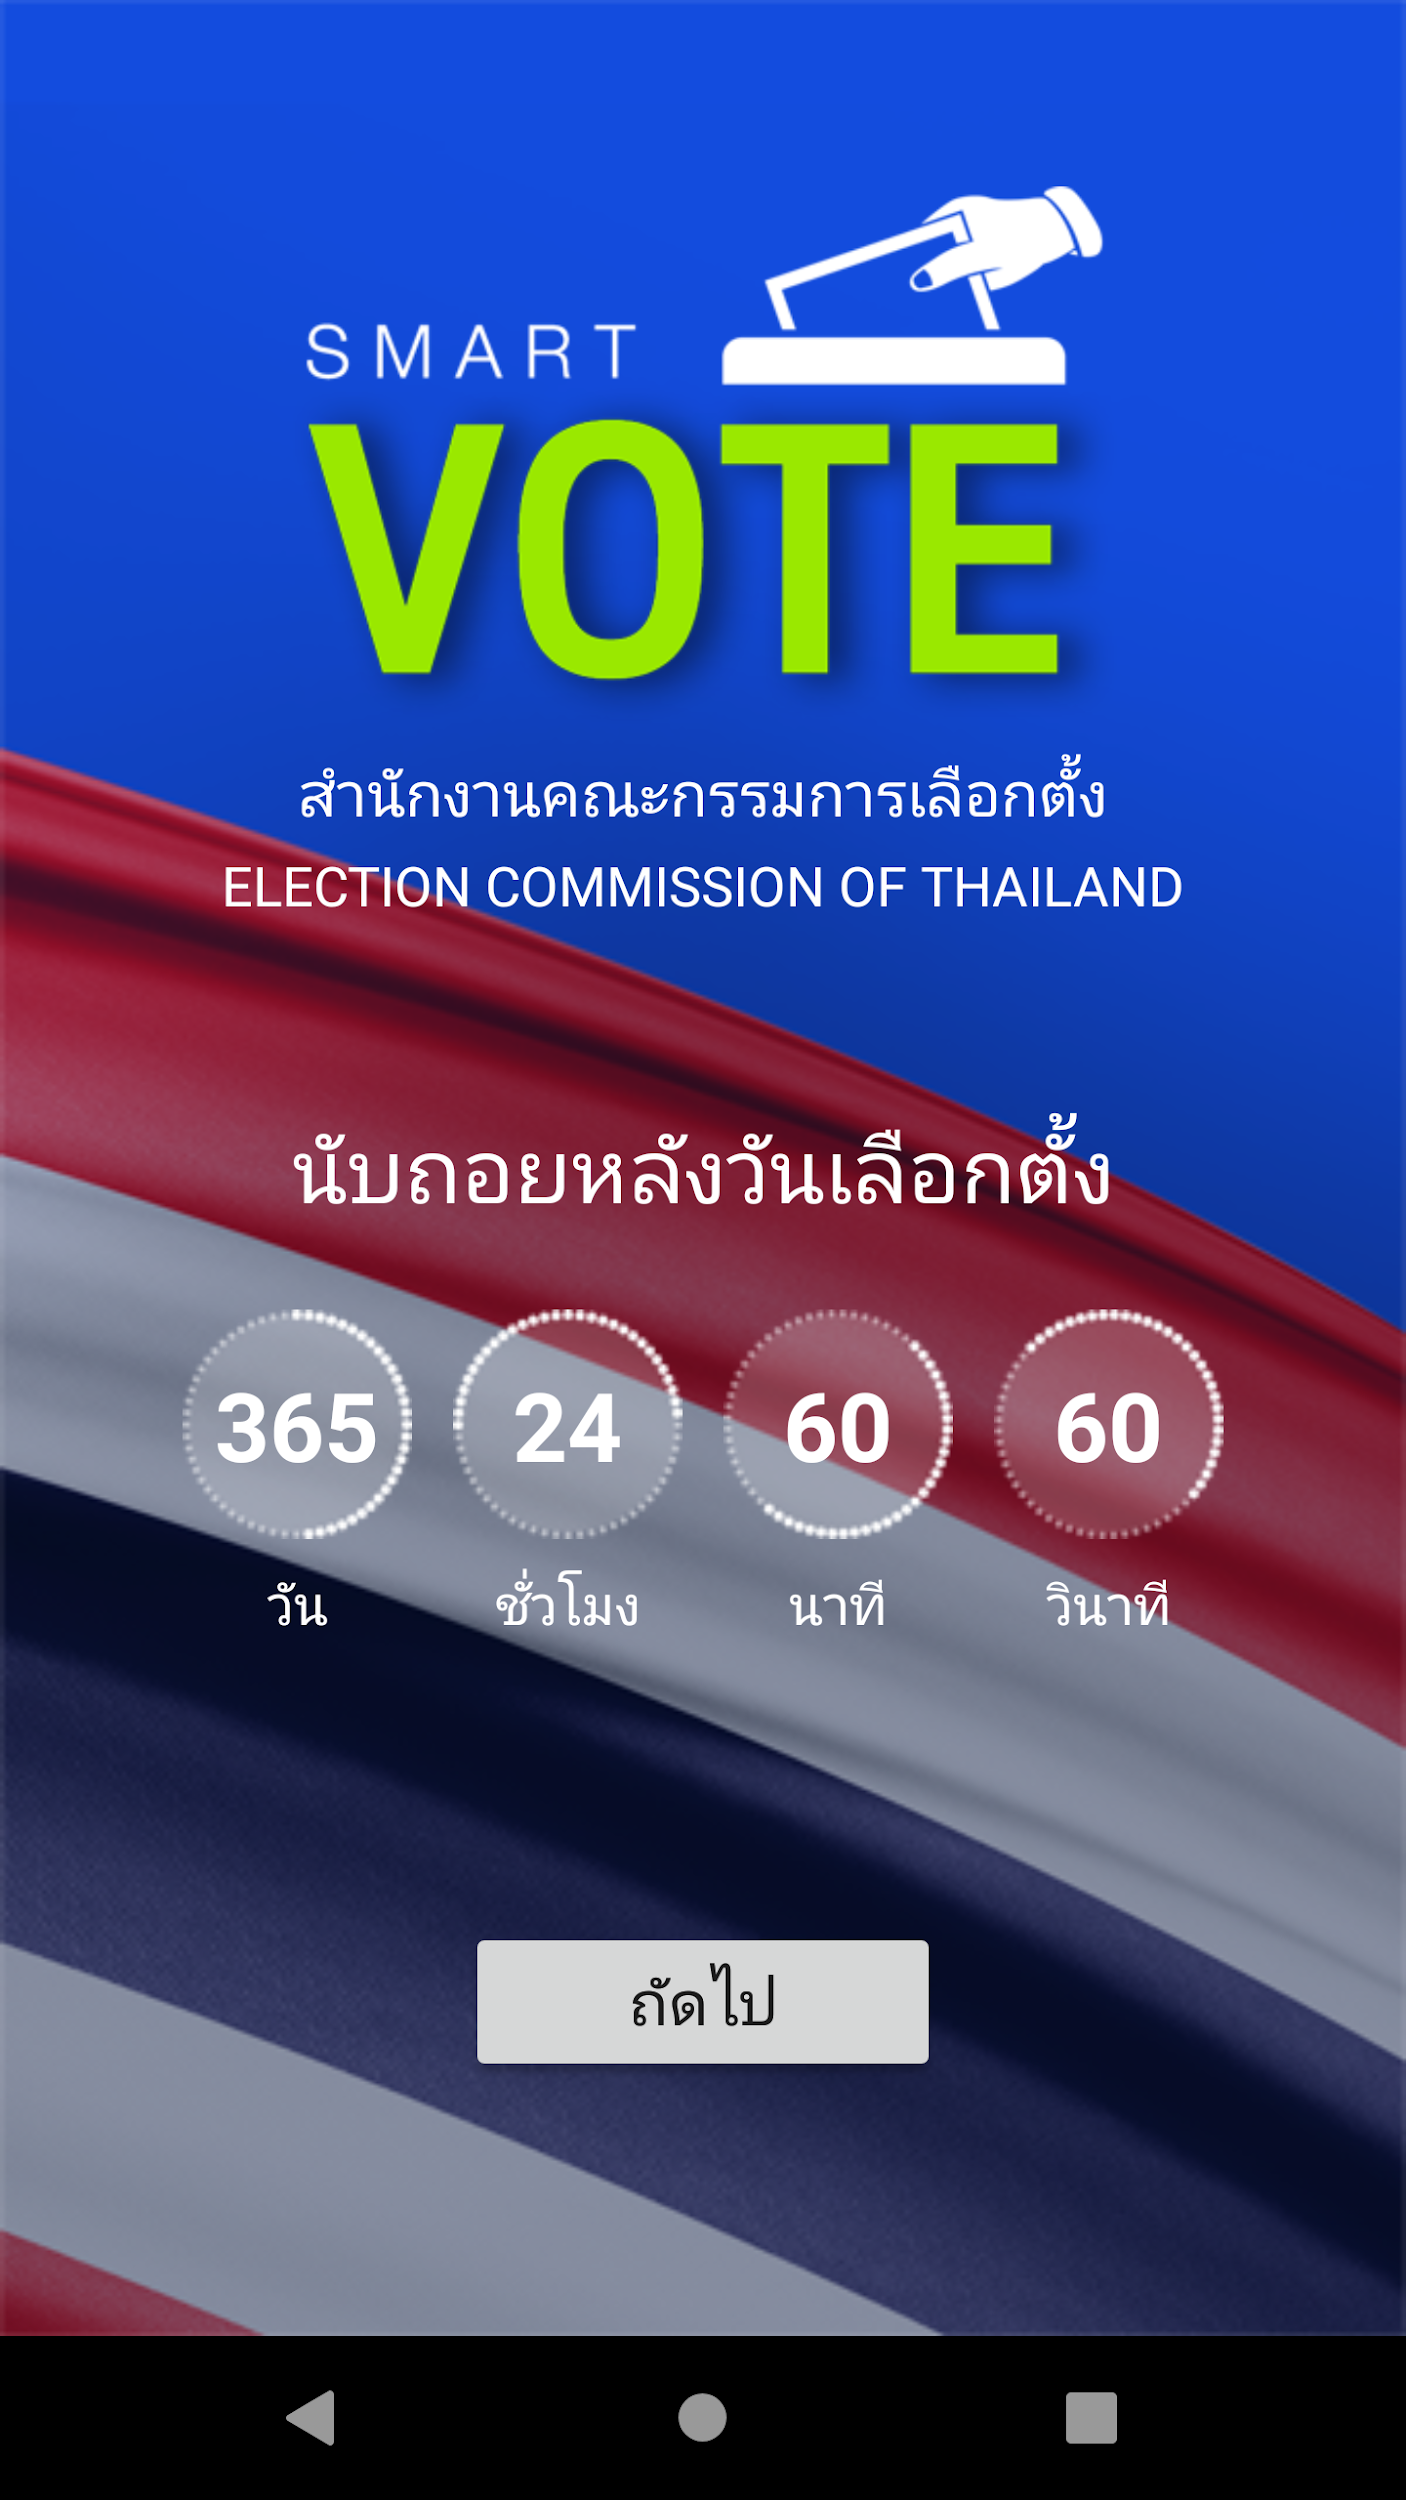 SMART
VOTE
สำนักงานคณะกรรมการเลือกตั้ง
ELECTION COMMISSION OF THAILAND
นับถอยหลังวันเลือกตั้ง
365 24 60 60
วัน ชั่วโมง นาที วินาที
ถัดไป